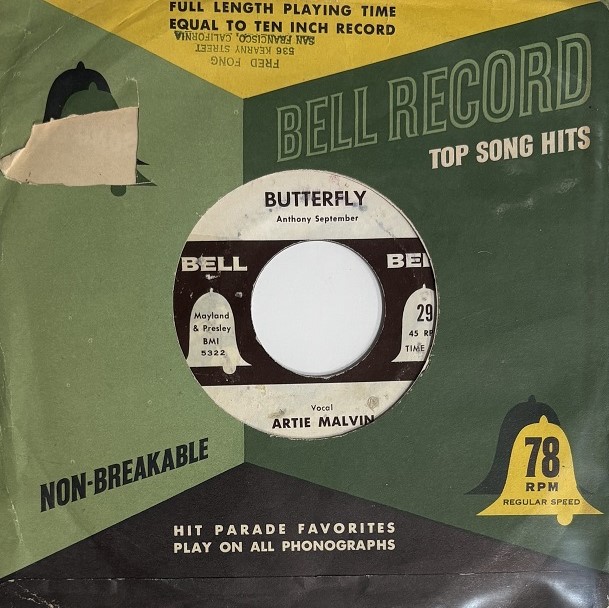 FULL LENGTH PLAYING TIME
EQUAL TO TEN INCH RECORD
FRED FONG
536 KEARNY STREET
SAN FRANCISCO, CALIFORNIA
BELL RECORD
TOP SONG HITS
BUTTERFLY
Anthony September
BELL
BEL
Mayland
& Presley
BMI
5322
29
45 RP
TIME
Vocal
ARTIE MALVIN
NON-BREAKABLE
78
RPM
REGULAR SPEED
HIT PARADE FAVORITES
PLAY ON ALL PHONOGRAPHS